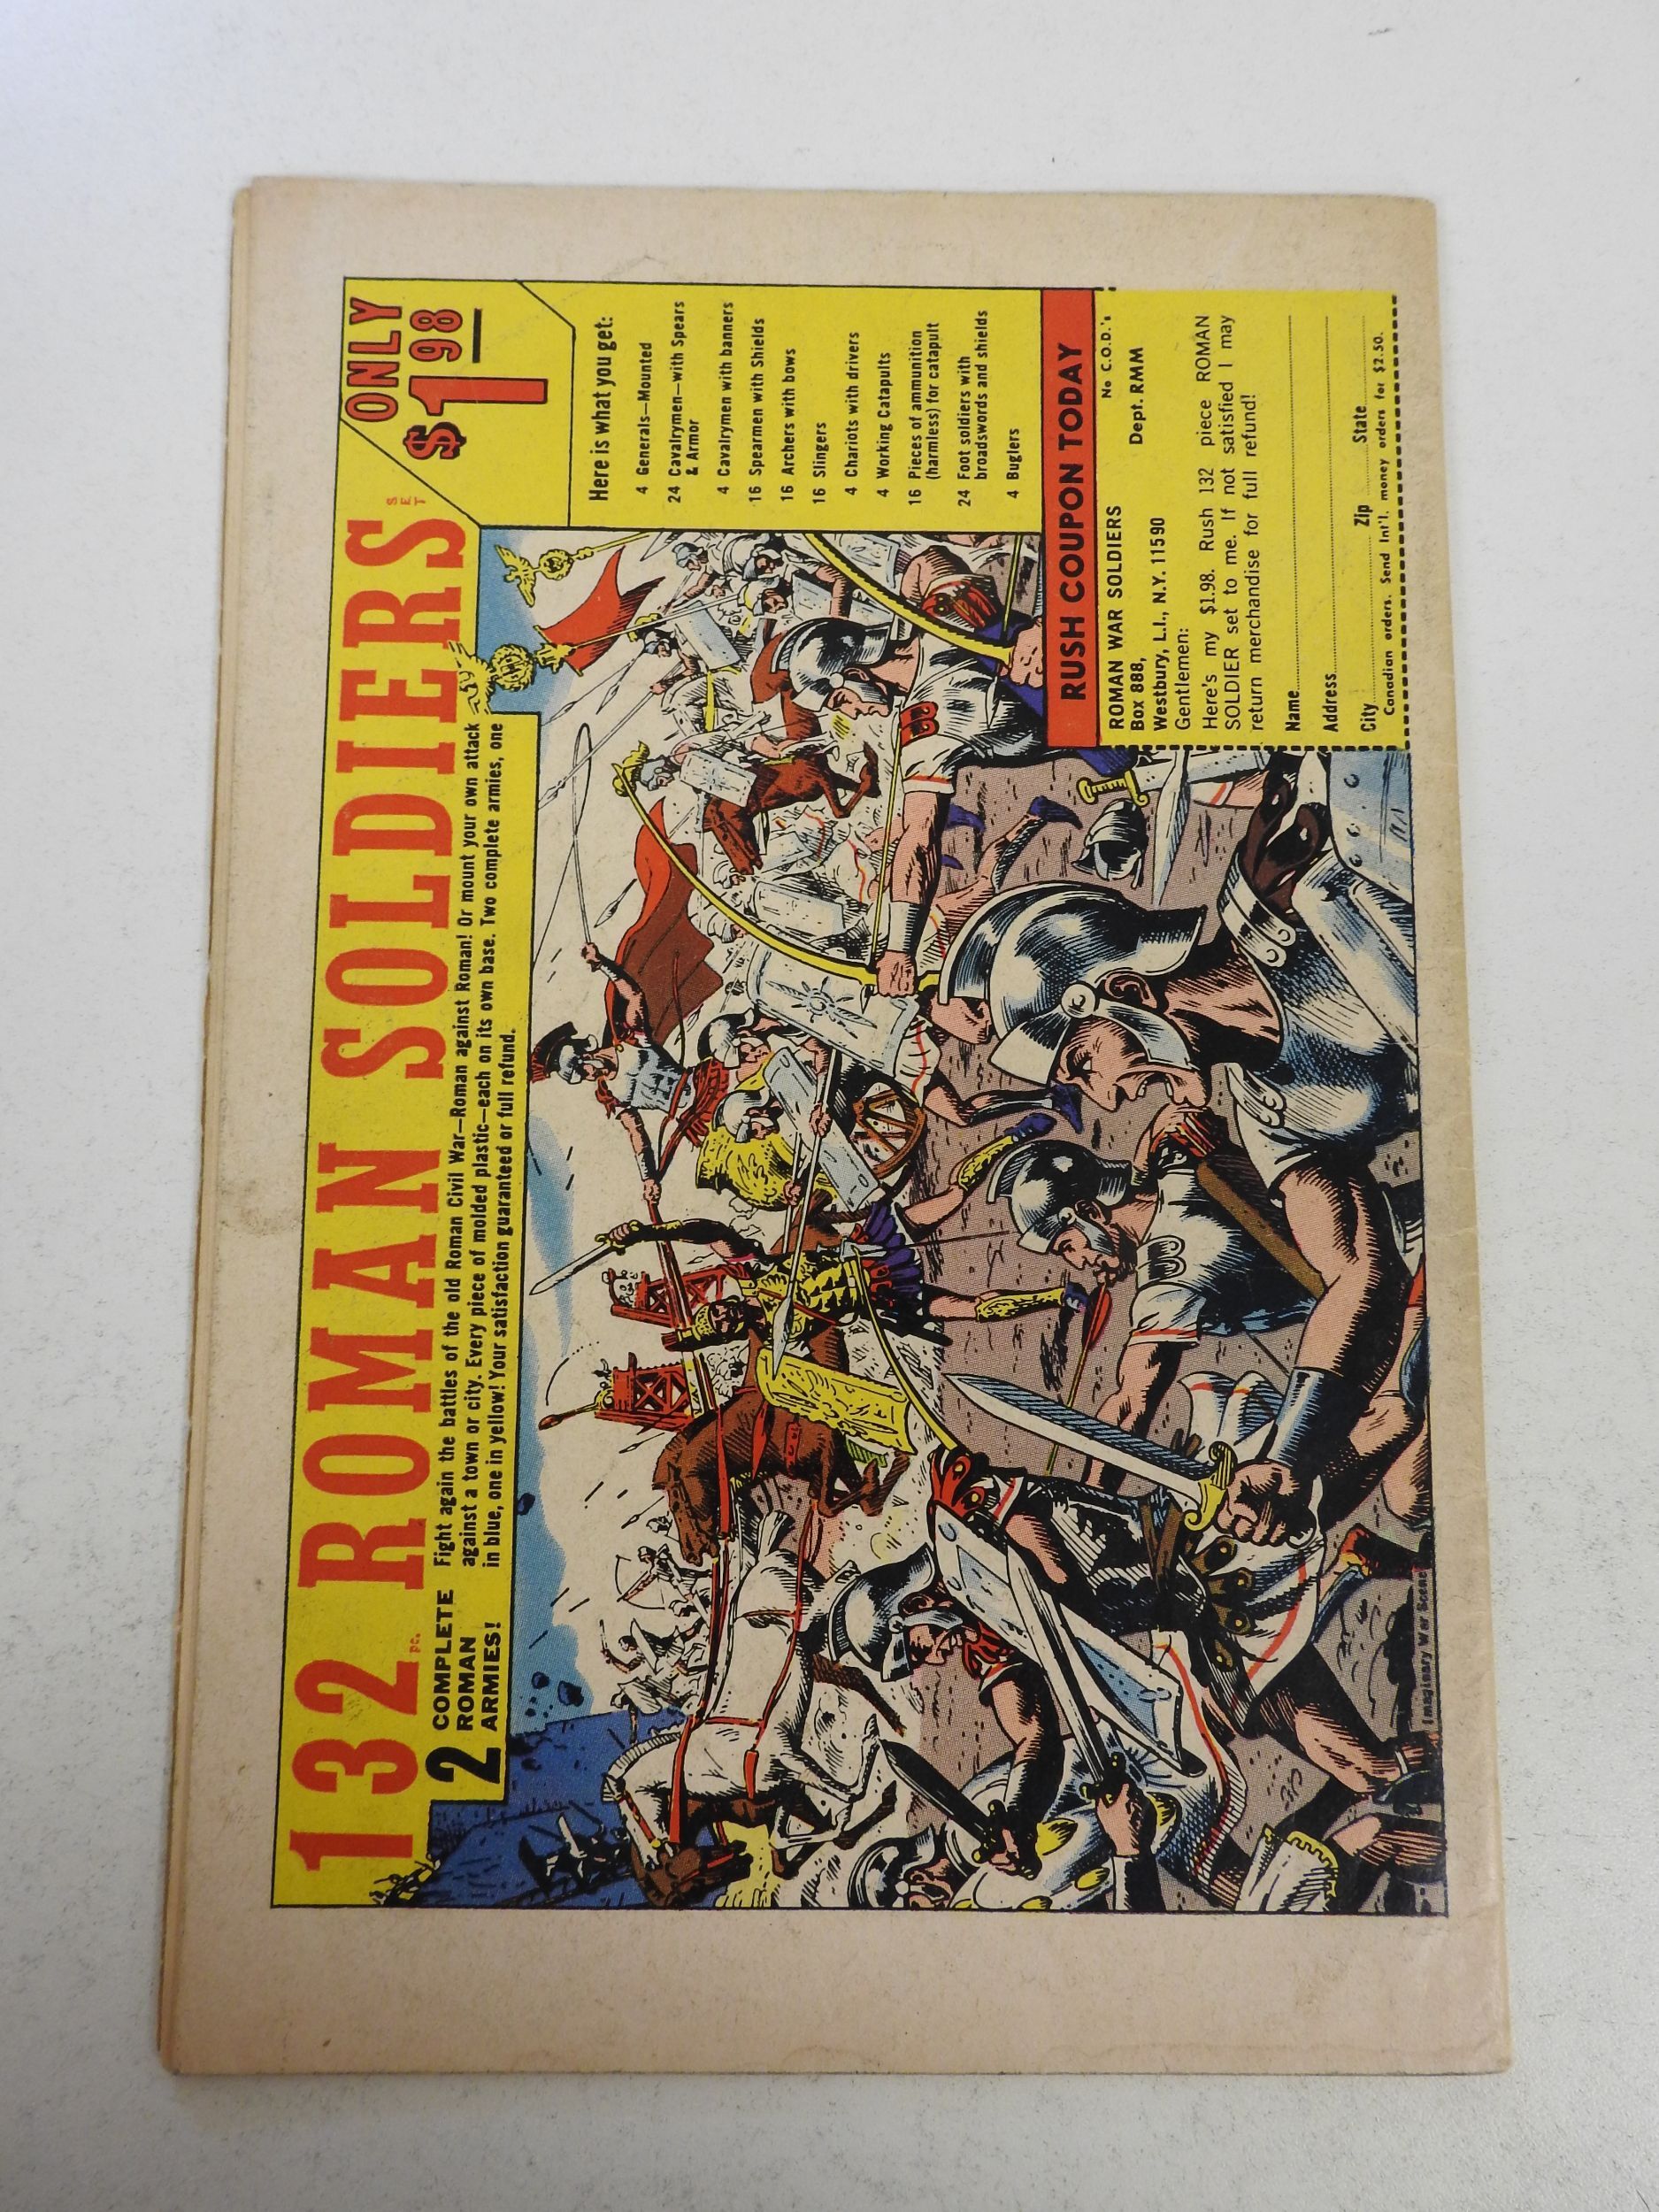 132 pc. ROMAN SOLDIERS SET
ONLY
$1.98
2 COMPLETE
ROMAN
ARMIES!
Fight again the battles of the old Roman Civil War—Roman against Roman! Or mount your own attack
against a town or city. Every piece of molded plastic—each on its own base. Two complete armies, one
in blue, one in yellow! Your satisfaction guaranteed or full refund.
Here is what you get:
4 Generals—Mounted
24 Cavalrymen—with Spears
& Armor
4 Cavalrymen with banners
16 Spearmen with Shields
16 Archers with bows
16 Slingers
4 Chariots with drivers
4 Working Catapults
16 Pieces of ammunition
(harmless) for catapult
24 Foot soldiers with
broadswords and shields
4 Buglers
RUSH COUPON TODAY
No C.O.D.'s
ROMAN WAR SOLDIERS
Box 888, Dept. RMM
Westbury, L.I., N.Y. 11590
Gentlemen:
Here's my $1.98. Rush 132 piece ROMAN
SOLDIER set to me. If not satisfied I may
return merchandise for full refund!
Name
Address
City Zip State
Canadian orders. Send Int'l. money orders for $2.50.
Imaginary War Scene